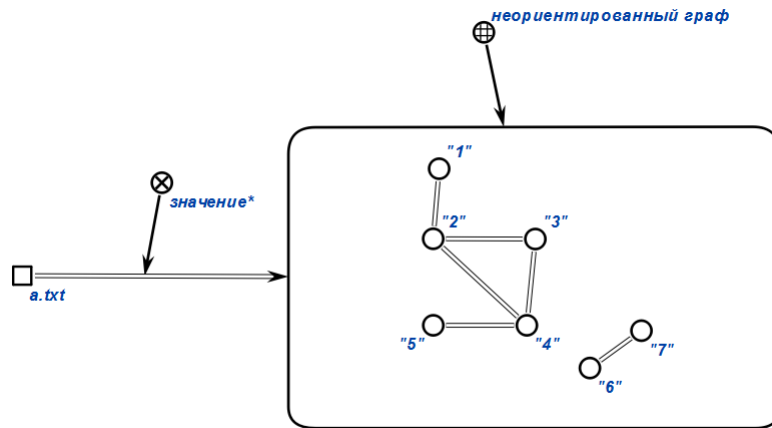 неориентированный граф
"1"
значение*
"2"
"3"
a.txt
"5"
"4"
"7"
"6"